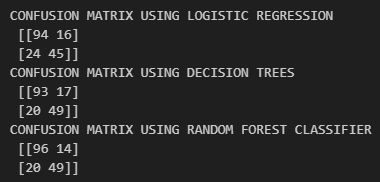 CONFUSION MATRIX USING LOGISTIC REGRESSION
[[94 16]
[24 45]]
CONFUSION MATRIX USING DECISION TREES
[[93 17]
[20 49]]
CONFUSION MATRIX USING RANDOM FOREST CLASSIFIER
[[96 14]
[20 49]]